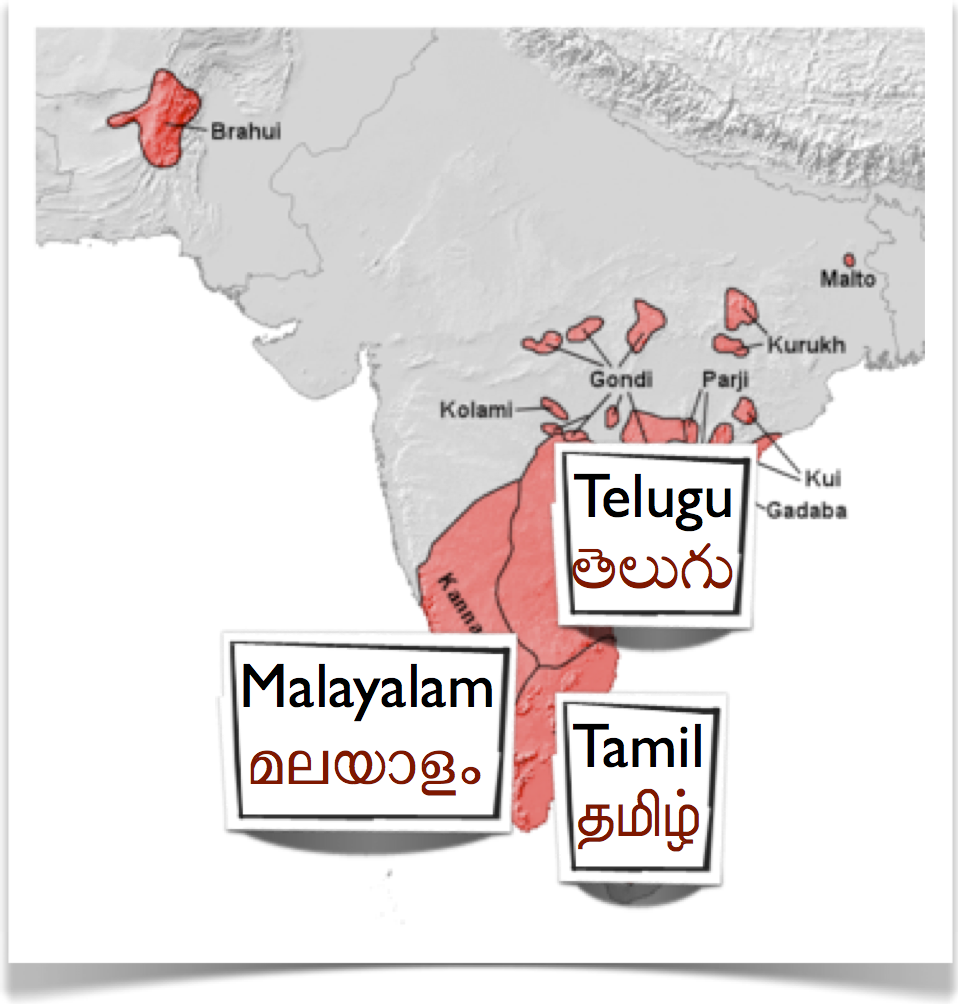 Brahui
Malto
Kurukh
Gondi
Parji
Kolami
Kui
Gadaba
Telugu
తెలుగు
Kanna
Malayalam
മലയാളം
Tamil
தமிழ்